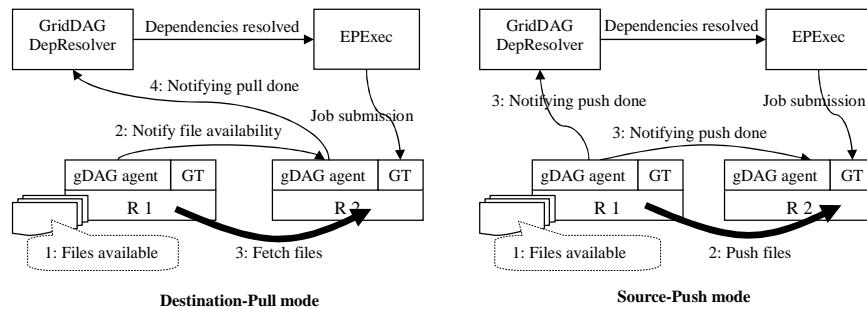 GridDAG
DepResolver
Dependencies resolved
EPExec
4: Notifying pull done
Job submission
2: Notify file availability
gDAG agent
GT
gDAG agent
GT
R 1
R 2
1: Files available
3: Fetch files
Destination-Pull mode
GridDAG
DepResolver
Dependencies resolved
EPExec
3: Notifying push done
Job submission
3: Notifying push done
gDAG agent
GT
gDAG agent
GT
R 1
R 2
1: Files available
2: Push files
Source-Push mode